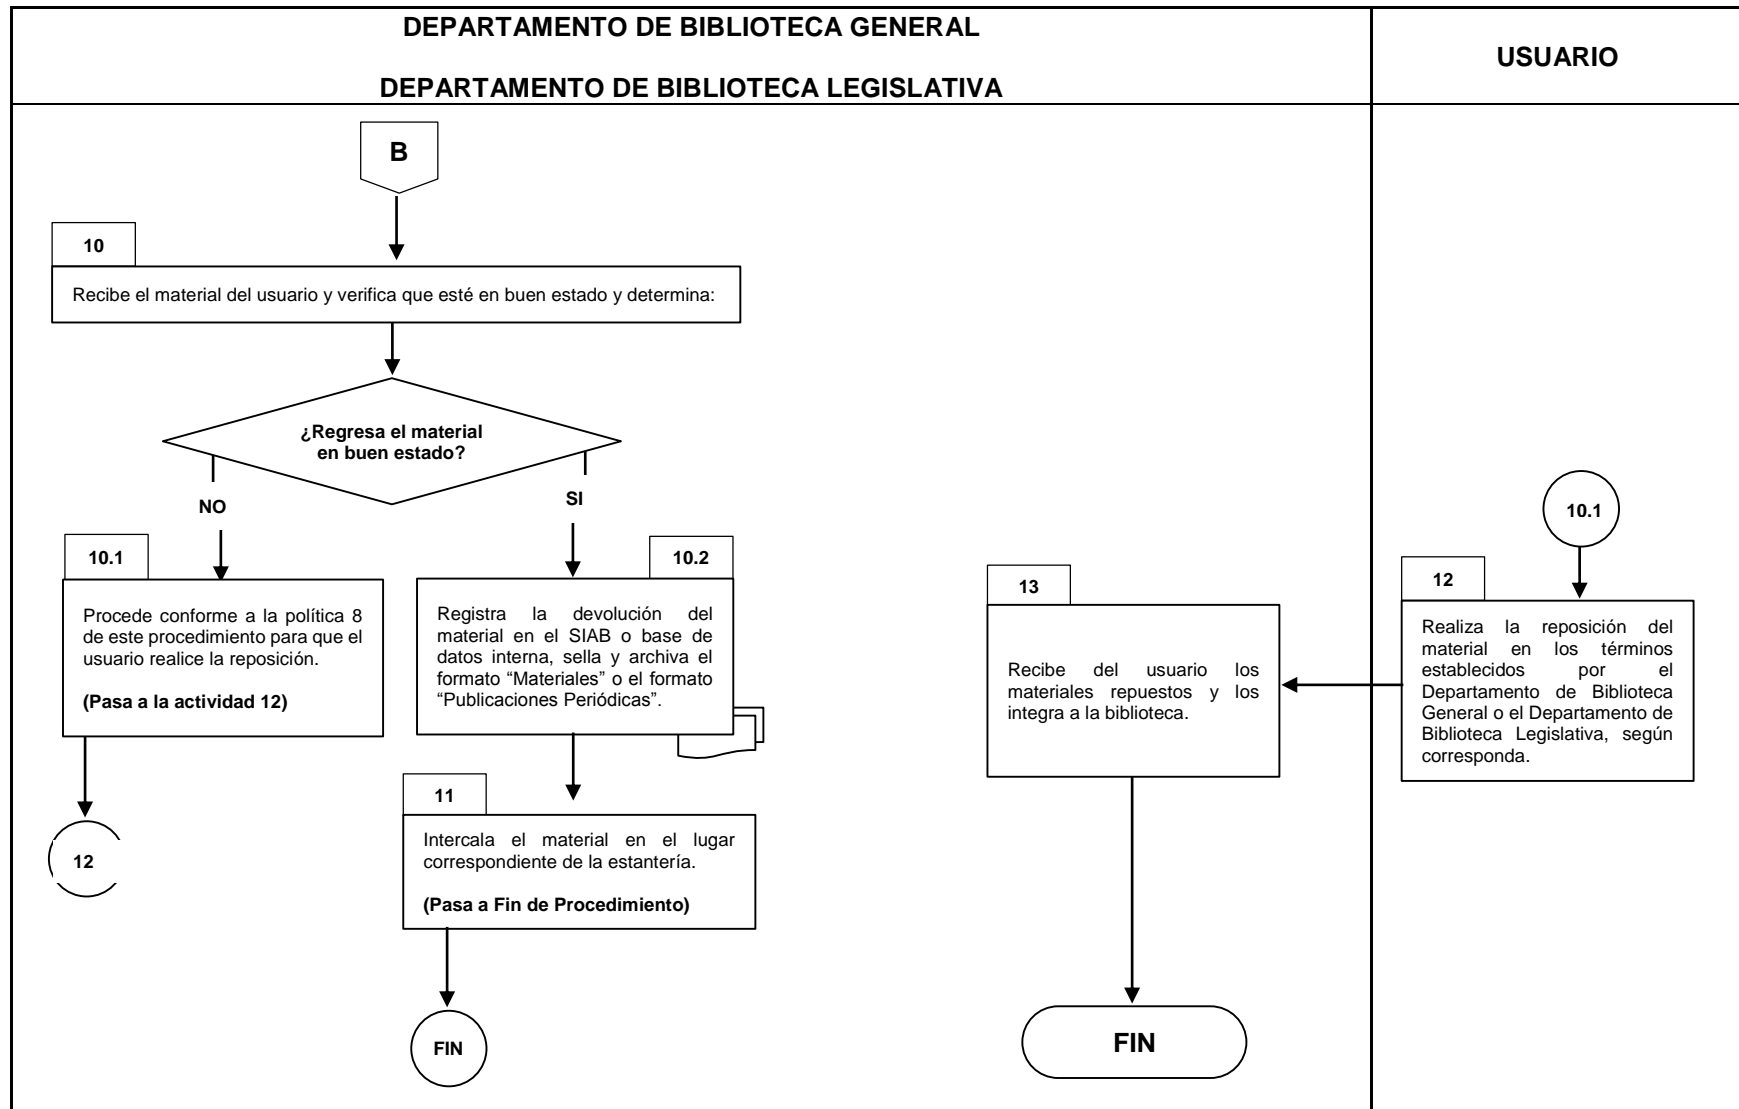 DEPARTAMENTO DE BIBLIOTECA GENERAL
DEPARTAMENTO DE BIBLIOTECA LEGISLATIVA
USUARIO
B
10
Recibe el material del usuario y verifica que esté en buen estado y determina:
¿Regresa el material
en buen estado?
NO
SI
10.1
Procede conforme a la política 8
de este procedimiento para que el
usuario realice la reposición.
(Pasa a la actividad 12)
12
10.2
Registra la devolución del
material en el SIAB o base de
datos interna, sella y archiva el
formato “Materiales” o el formato
“Publicaciones Periódicas”.
11
Intercala el material en el lugar
correspondiente de la estantería.
(Pasa a Fin de Procedimiento)
FIN
10.1
12
Realiza la reposición del
material en los términos
establecidos por el
Departamento de Biblioteca
General o el Departamento de
Biblioteca Legislativa, según
corresponda.
13
Recibe del usuario los
materiales repuestos y los
integra a la biblioteca.
FIN